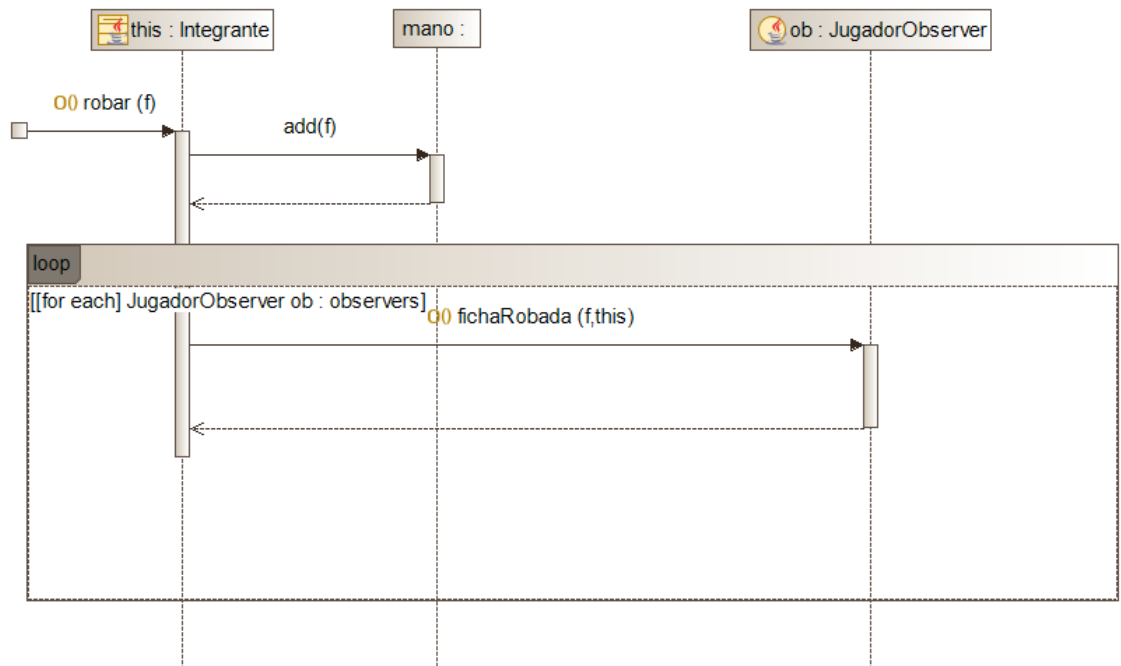 this : Integrante
mano :
ob : JugadorObserver
O() robar (f)
add(f)
loop
[[for each] JugadorObserver ob : observers]
O() fichaRobada (f,this)